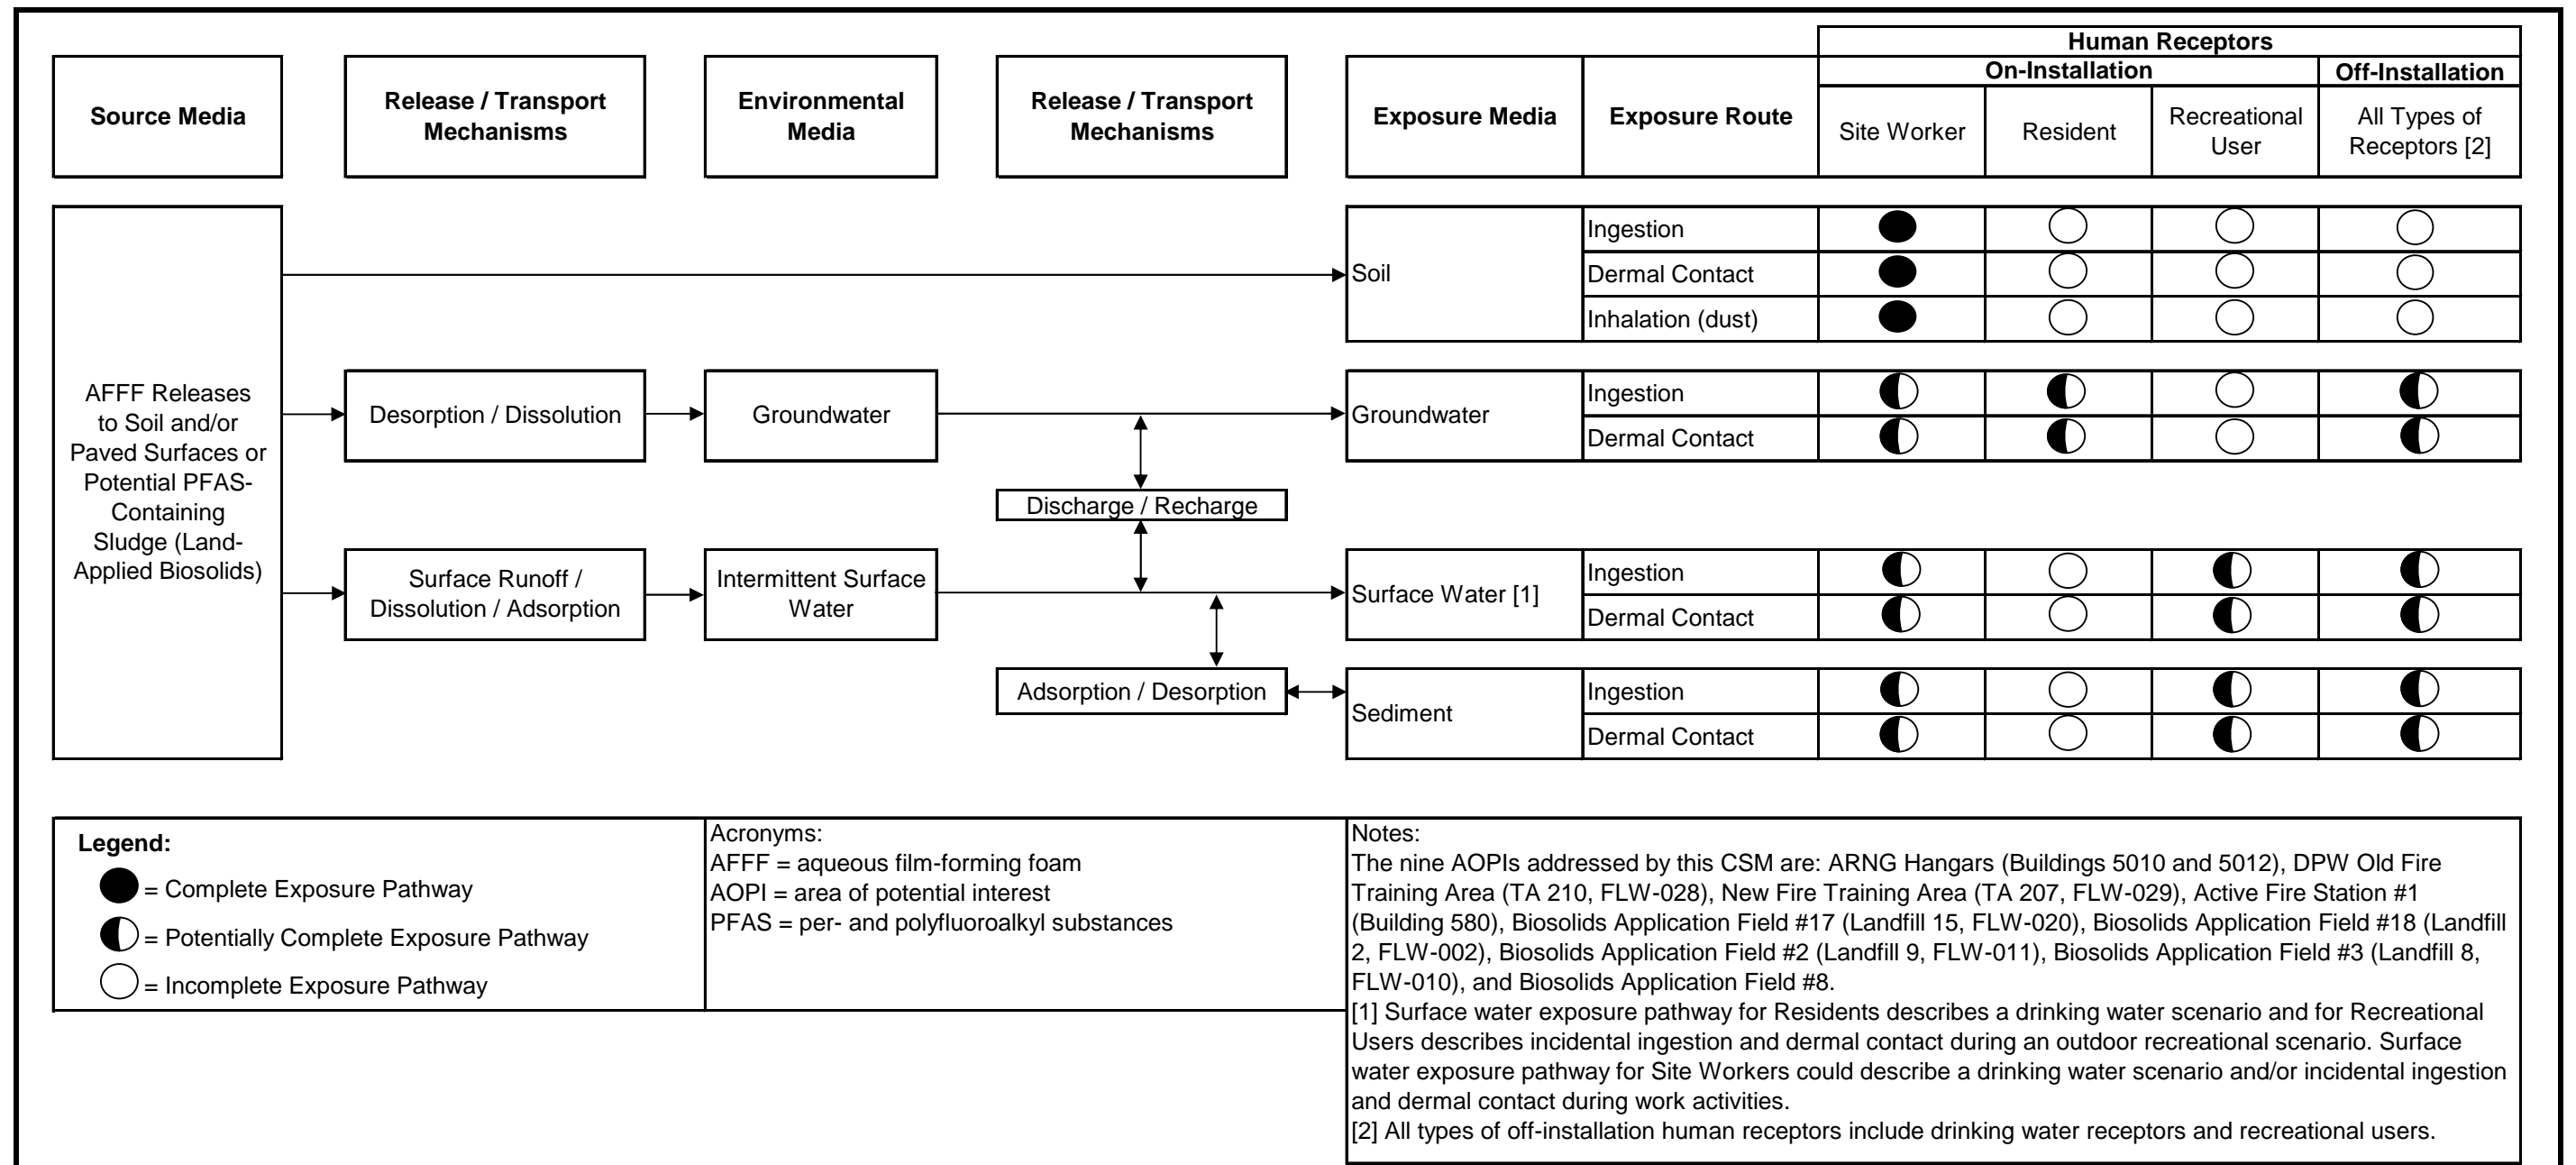 Human Receptors
On-Installation
Off-Installation
Source Media
Release / Transport
Mechanisms
Environmental
Media
Release / Transport
Mechanisms
Exposure Media
Exposure Route
Site Worker
Resident
Recreational
User
All Types of
Receptors [2]
AFFF Releases
to Soil and/or
Paved Surfaces or
Potential PFAS-
Containing
Sludge (Land-
Applied Biosolids)
Soil
Ingestion
Dermal Contact
Inhalation (dust)
Desorption / Dissolution
Groundwater
Groundwater
Ingestion
Dermal Contact
Discharge / Recharge
Surface Runoff /
Dissolution / Adsorption
Intermittent Surface
Water
Surface Water [1]
Ingestion
Dermal Contact
Adsorption / Desorption
Sediment
Ingestion
Dermal Contact
Legend:
= Complete Exposure Pathway
= Potentially Complete Exposure Pathway
= Incomplete Exposure Pathway
Acronyms:
AFFF = aqueous film-forming foam
AOPI = area of potential interest
PFAS = per- and polyfluoroalkyl substances
Notes:
The nine AOPIs addressed by this CSM are: ARNG Hangars (Buildings 5010 and 5012), DPW Old Fire
Training Area (TA 210, FLW-028), New Fire Training Area (TA 207, FLW-029), Active Fire Station #1
(Building 580), Biosolids Application Field #17 (Landfill 15, FLW-020), Biosolids Application Field #18 (Landfill
2, FLW-002), Biosolids Application Field #2 (Landfill 9, FLW-011), Biosolids Application Field #3 (Landfill 8,
FLW-010), and Biosolids Application Field #8.
[1] Surface water exposure pathway for Residents describes a drinking water scenario and for Recreational
Users describes incidental ingestion and dermal contact during an outdoor recreational scenario. Surface
water exposure pathway for Site Workers could describe a drinking water scenario and/or incidental ingestion
and dermal contact during work activities.
[2] All types of off-installation human receptors include drinking water receptors and recreational users.